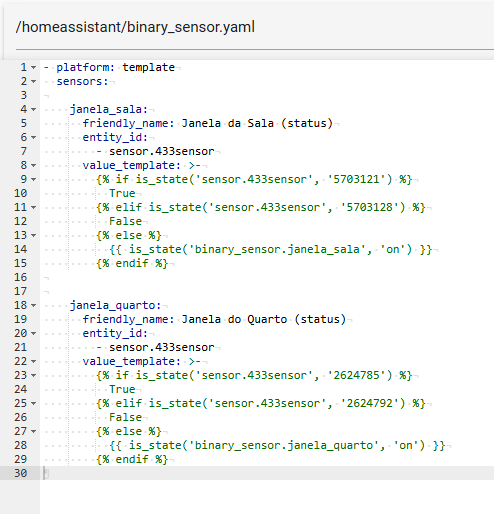 /homeassistant/binary_sensor.yaml
1 - platform: template
2 sensors:
3
4 janela_sala:
5 friendly_name: Janela da Sala (status)
6 entity_id:
7 - sensor.433sensor
8 value_template: >-
9 {% if is_state('sensor.433sensor', '5703121') %}
10 True
11 {% elif is_state('sensor.433sensor', '5703128') %}
12 False
13 {% else %}
14 {{ is_state('binary_sensor.janela_sala', 'on') }}
15 {% endif %}
16
17
18 janela_quarto:
19 friendly_name: Janela do Quarto (status)
20 entity_id:
21 - sensor.433sensor
22 value_template: >-
23 {% if is_state('sensor.433sensor', '2624785') %}
24 True
25 {% elif is_state('sensor.433sensor', '2624792') %}
26 False
27 {% else %}
28 {{ is_state('binary_sensor.janela_quarto', 'on') }}
29 {% endif %}
30